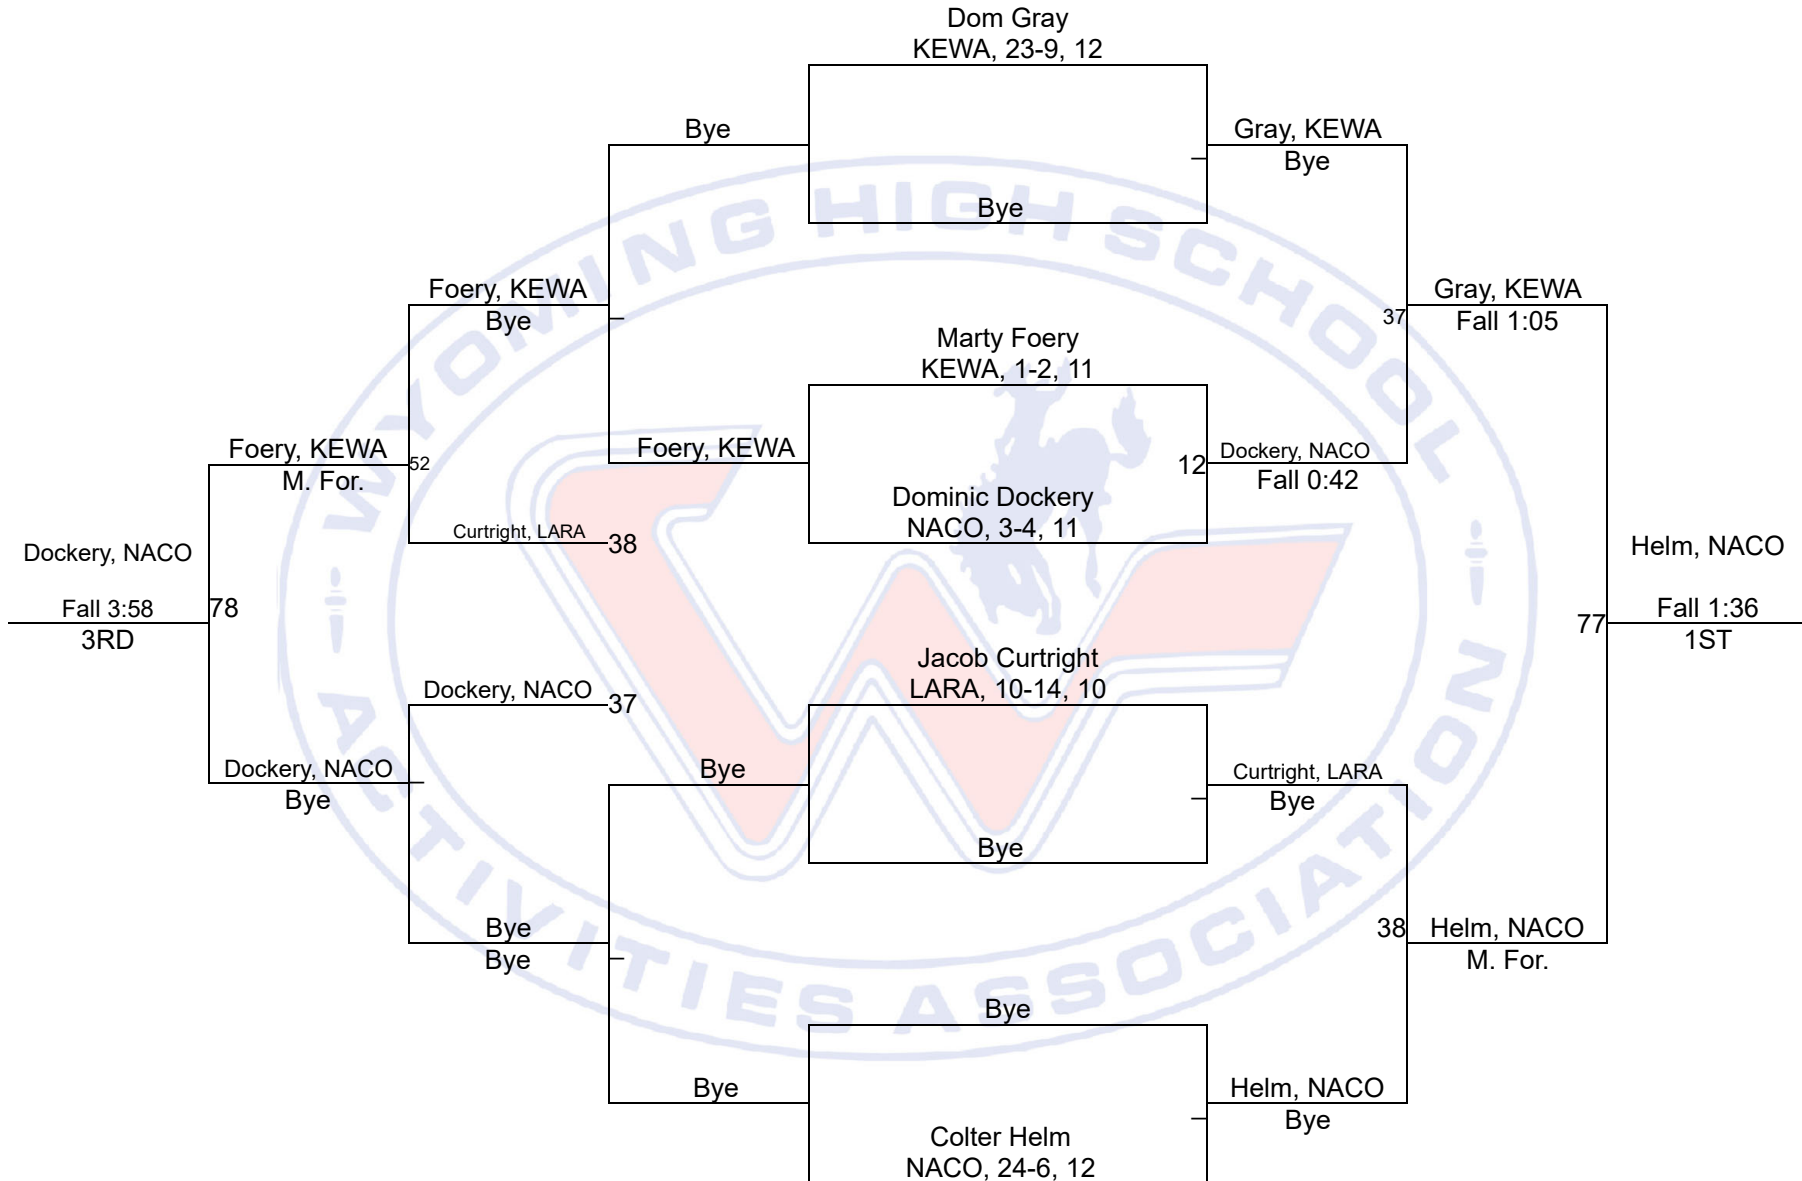 Dom Gray
KEWA, 23-9, 12
Bye
Gray, KEWA
Bye
Bye
WYOMING HIGH SCHOOL
ACTIVITIES ASSOCIATION
Foery, KEWA
Bye
Gray, KEWA
37
Fall 1:05
Marty Foery
KEWA, 1-2, 11
Foery, KEWA
52
M. For.
Foery, KEWA
12
Dockery, NACO
Fall 0:42
Dominic Dockery
NACO, 3-4, 11
Curtright, LARA
38
Dockery, NACO
Fall 3:58
78
3RD
Helm, NACO
77
Fall 1:36
1ST
Jacob Curtright
LARA, 10-14, 10
Dockery, NACO
37
Dockery, NACO
Bye
Bye
Curtright, LARA
Bye
Bye
Bye
Bye
38
Helm, NACO
M. For.
Bye
Bye
Helm, NACO
Bye
Colter Helm
NACO, 24-6, 12